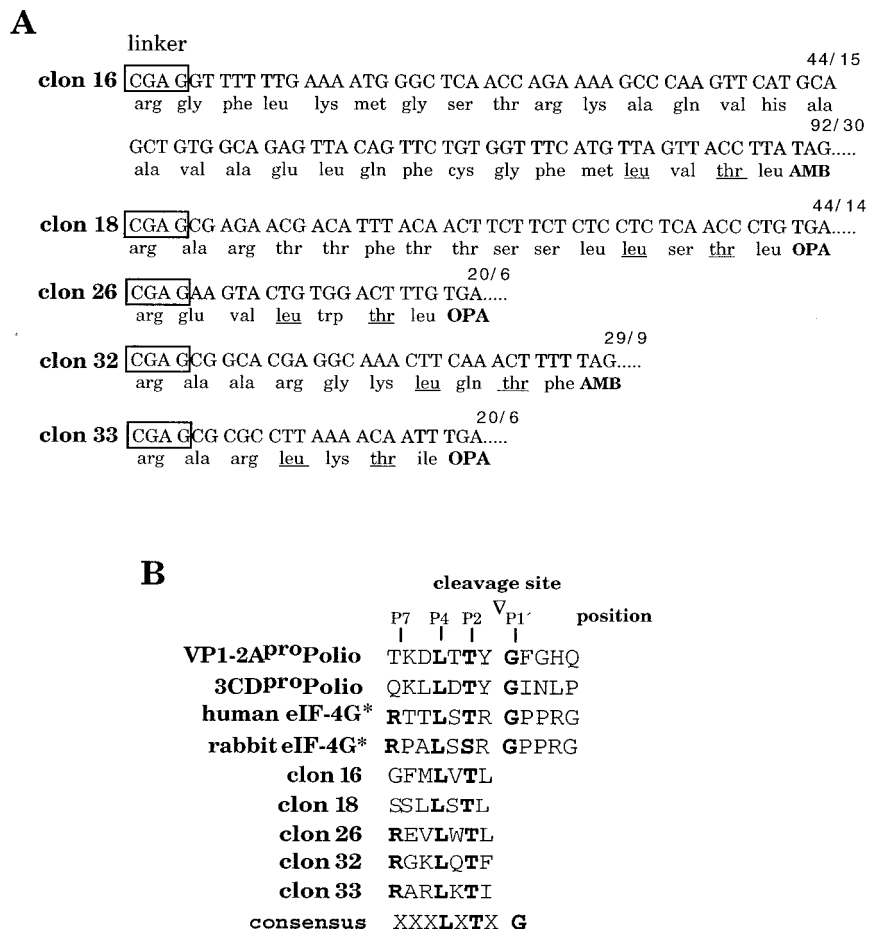 A
linker
44/15
clon 16 CGAG GT TTT TTG AAA ATG GGC TCA ACC AGA AAA GCC CAA GTT CAT GCA
arg gly phe leu lys met gly ser thr arg lys ala gln val his ala
92/30
GCT GTG GCA GAG TTA CAG TTC TGT GGT TTC ATG TTA GTT ACC TTA TAG.....
ala val ala glu leu gln phe cys gly phe met leu val thr leu AMB
44/14
clon 18 CGAG CG AGA ACG ACA TTT ACA ACT TCT TCT CTC CTC TCA ACC CTG TGA.....
arg ala arg thr thr phe thr thr ser ser leu leu ser thr leu OPA
20/6
clon 26 CGAG AA GTA CTG TGG ACT TTG TGA.....
arg glu val leu trp thr leu OPA
29/9
clon 32 CGAG CG GCA CGA GGC AAA CTT CAA ACT TTT TAG.....
arg ala ala arg gly lys leu gln thr phe AMB
20/6
clon 33 CGAG CG CGC CTT AAA ACA ATT TGA.....
arg ala arg leu lys thr ile OPA
B
cleavage site
P7 P4 P2 ∇ P1´ position
VP1-2AproPolio TKDLTTY GFGHQ
3CDproPolio QKLLDTY GINLP
human eIF-4G* RTTLSTR GPPRG
rabbit eIF-4G* RPALSSR GPPRG
clon 16 GFMLVTL
clon 18 SSLLSTL
clon 26 REVLWTL
clon 32 RGKLQTF
clon 33 RARLKTI
consensus XXXLXTX G